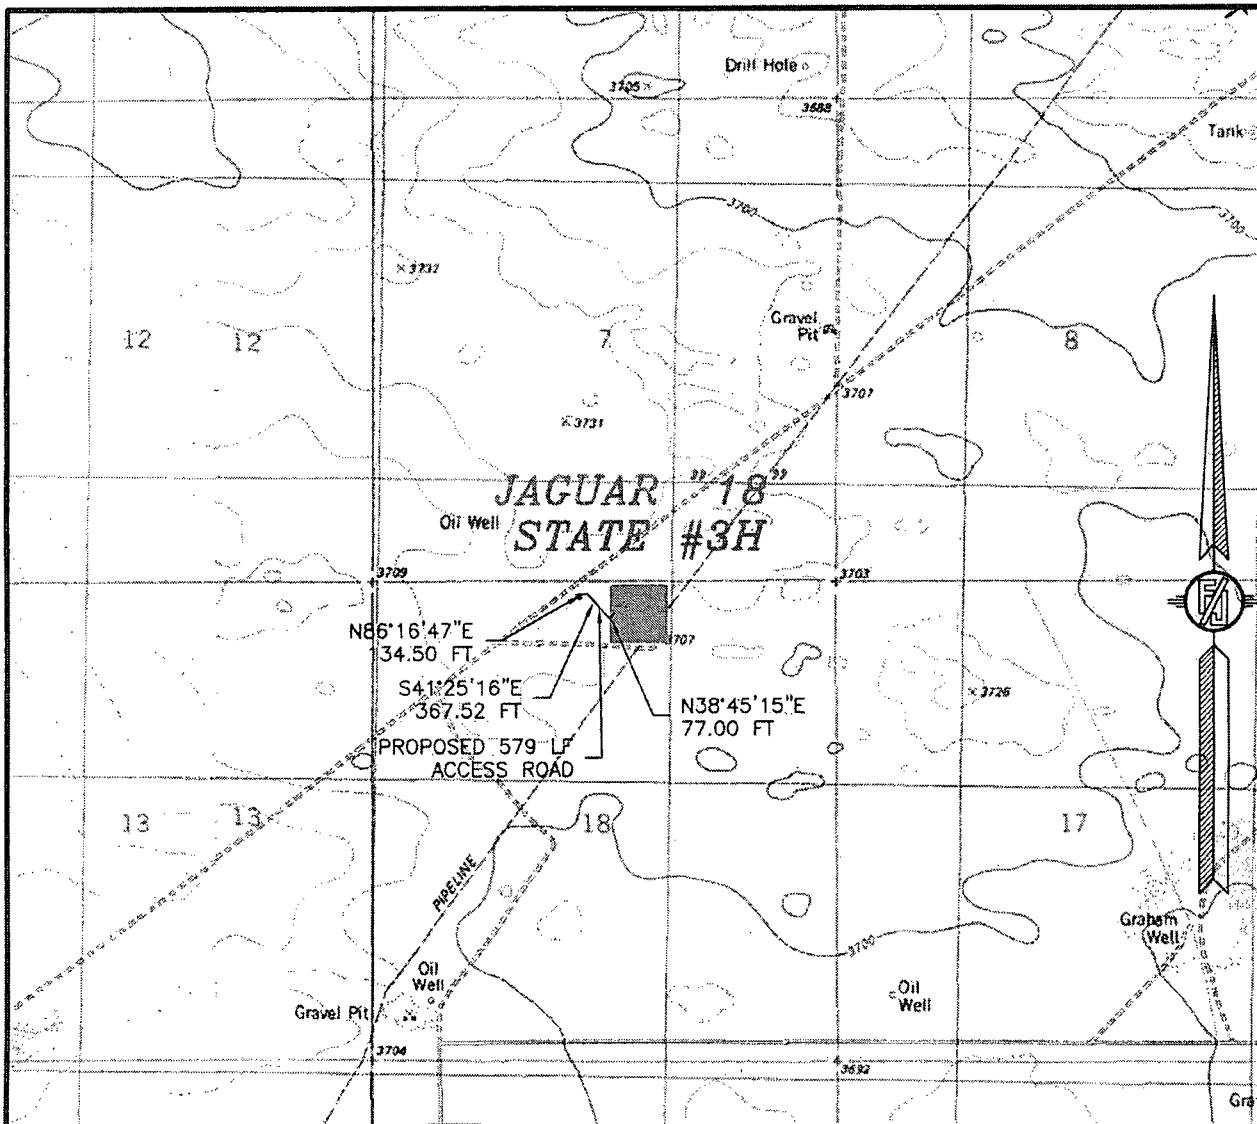 Drill Hole
3705
3688
Tank
3700
3700
3732
12
12
7
Gravel
Pit
8
3707
3731
JAGUAR "18"
STATE #3H
Oil Well
3709
3703
N86°16'47"E
134.50 FT
3707
S41°25'16"E
367.52 FT
N38°45'15"E
77.00 FT
3726
PROPOSED 579 LF
ACCESS ROAD
13
13
18
17
PIPELINE
Graham
Well
3700
Oil
Well
Oil
Well
Gravel Pit
3704
3692